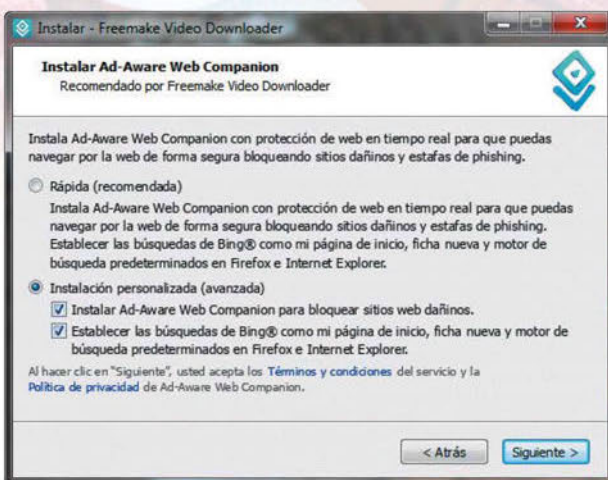 Instalar - Freemake Video Downloader
Instalar Ad-Aware Web Companion
Recomendado por Freemake Video Downloader
Instala Ad-Aware Web Companion con protección de web en tiempo real para que puedas
navegar por la web de forma segura bloqueando sitios dañinos y estafas de phishing.
Rápida (recomendada)
Instala Ad-Aware Web Companion con protección de web en tiempo real para que puedas
navegar por la web de forma segura bloqueando sitios dañinos y estafas de phishing.
Establecer las búsquedas de Bing® como mi página de inicio, ficha nueva y motor de
búsqueda predeterminados en Firefox e Internet Explorer.
Instalación personalizada (avanzada)
Instalar Ad-Aware Web Companion para bloquear sitios web dañinos.
Establecer las búsquedas de Bing® como mi página de inicio, ficha nueva y motor de
búsqueda predeterminados en Firefox e Internet Explorer.
Al hacer clic en "Siguiente", usted acepta los Términos y condiciones del servicio y la
Política de privacidad de Ad-Aware Web Companion.
< Atrás
Siguiente >